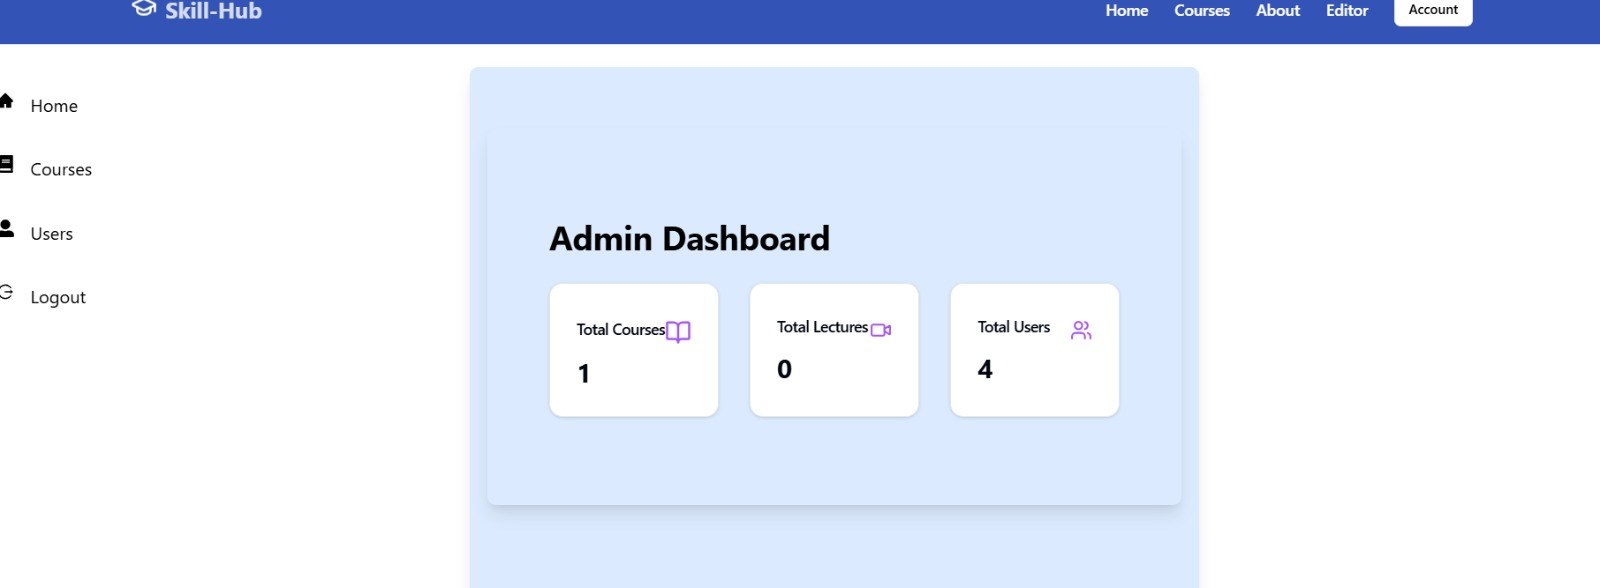 Skill-Hub
Home Courses About Editor Account
Home
Courses
Users
Logout
Admin Dashboard
Total Courses
1
Total Lectures
0
Total Users
4